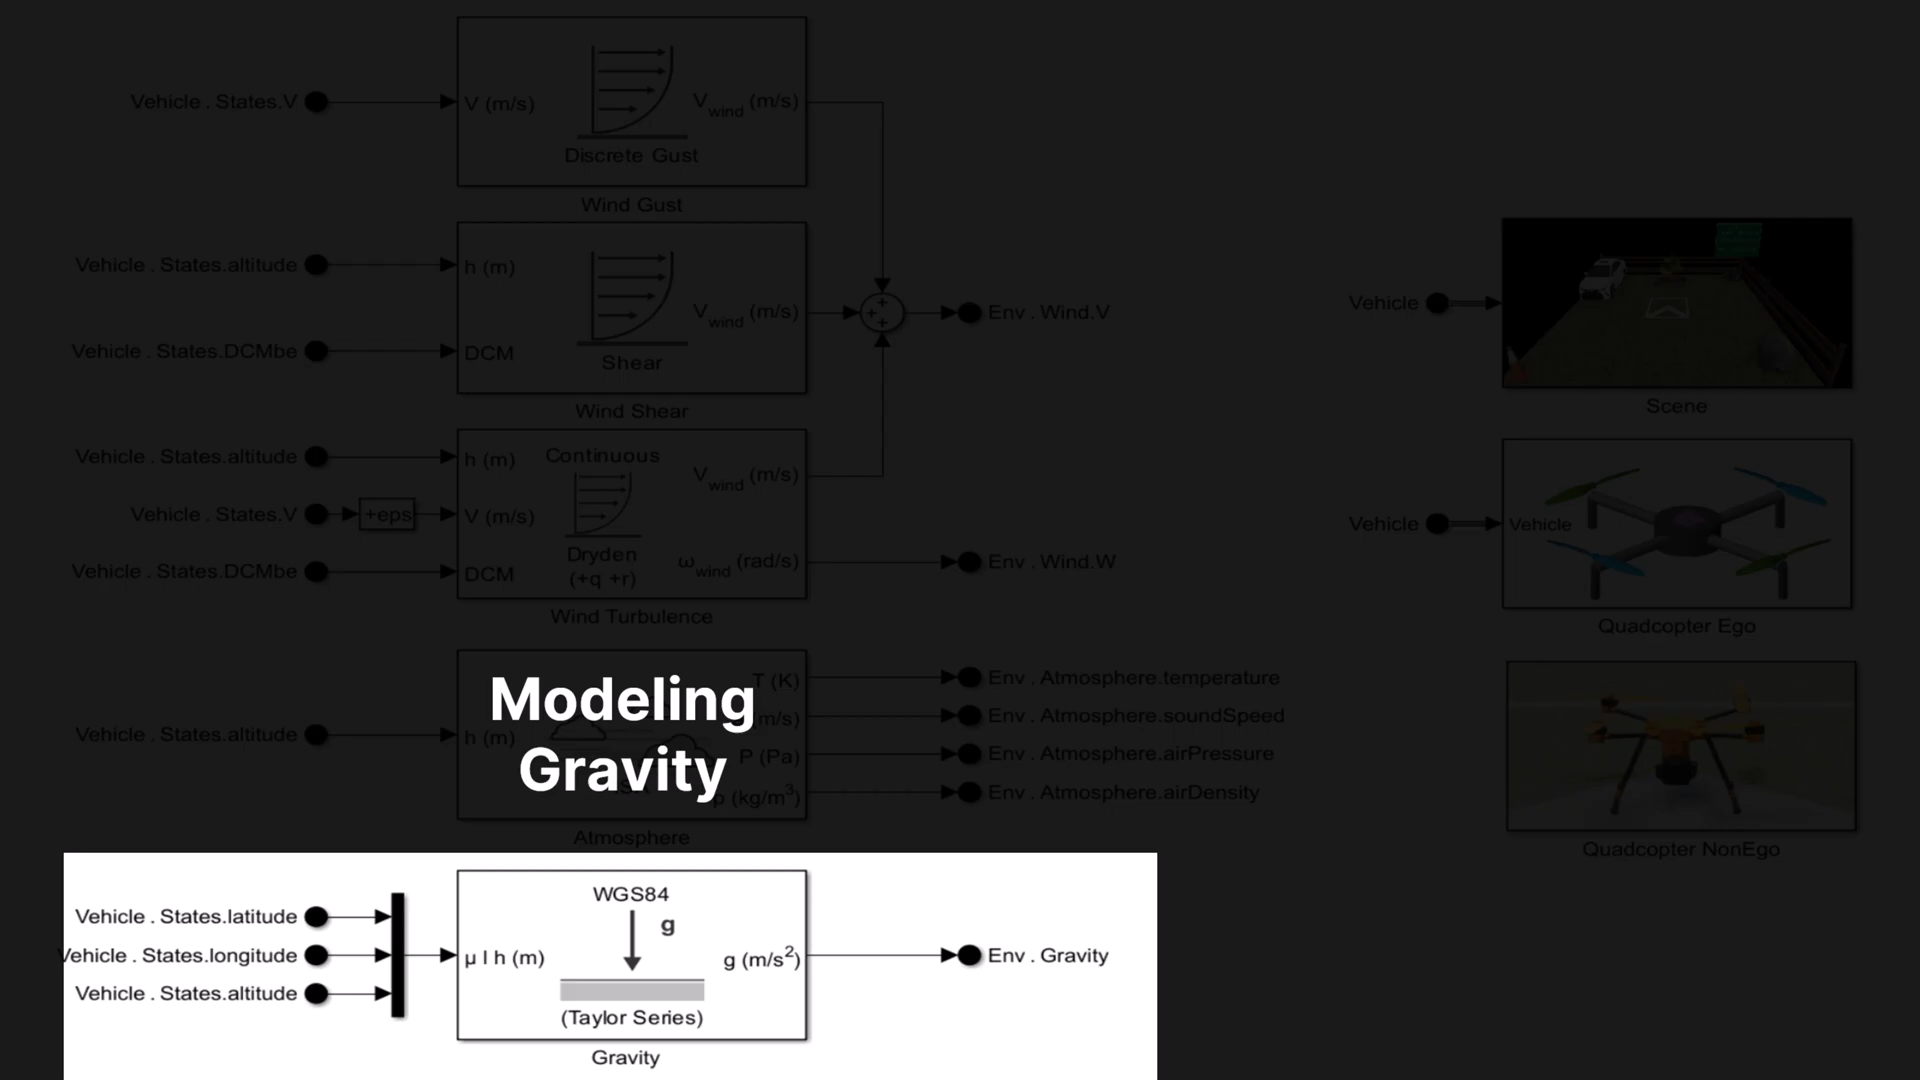 Vehicle . States.V
V (m/s)
Vwind (m/s)
Discrete Gust
Wind Gust
Vehicle . States.altitude
h (m)
Vwind (m/s)
Vehicle . States.DCMbe
DCM
Shear
Wind Shear
+
+
+
Env . Wind.V
Vehicle . States.altitude
h (m)
Continuous
Vwind (m/s)
Vehicle . States.V
+eps
V (m/s)
Vehicle . States.DCMbe
DCM
Dryden
(+q +r)
ωwind (rad/s)
Env . Wind.W
Wind Turbulence
Modeling
Gravity
Vehicle . States.altitude
h (m)
T (K)
m/s)
P (Pa)
ρ (kg/m³)
Env . Atmosphere.temperature
Env . Atmosphere.soundSpeed
Env . Atmosphere.airPressure
Env . Atmosphere.airDensity
Atmosphere
Vehicle . States.latitude
Vehicle . States.longitude
Vehicle . States.altitude
μ l h (m)
WGS84
g
g (m/s²)
(Taylor Series)
Gravity
Env . Gravity
Vehicle
Scene
Vehicle
Vehicle
Quadcopter Ego
Quadcopter NonEgo